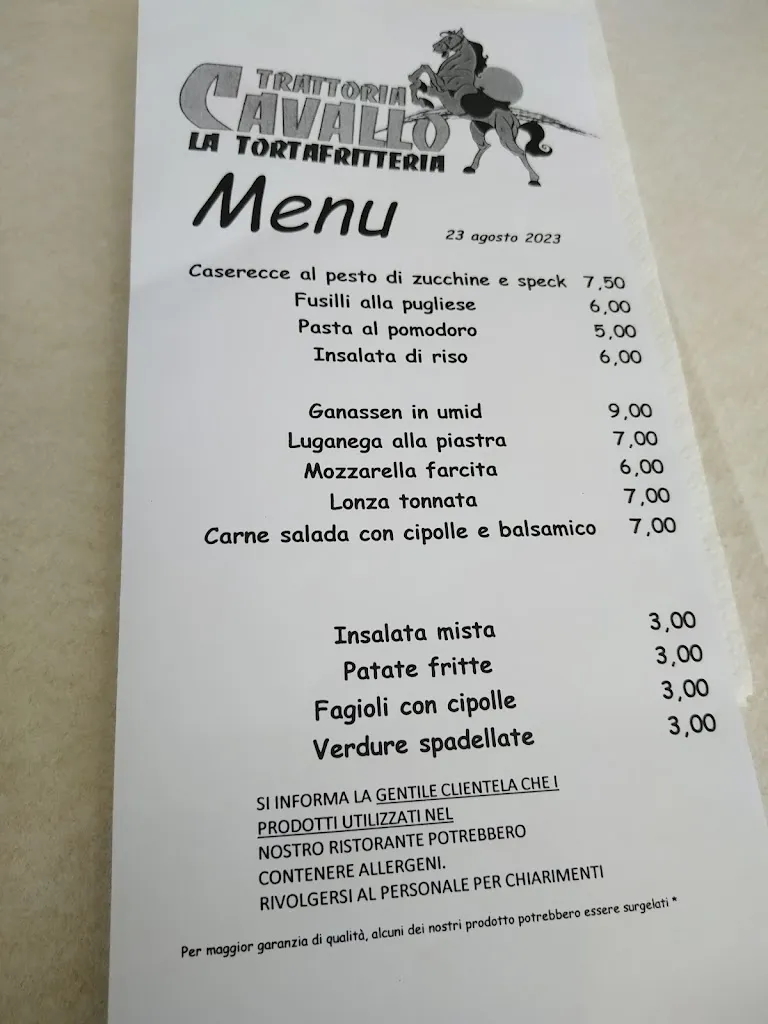 TRATTORIA
CAVALLO
LA TORTAFRITTERIA
Menu
23 agosto 2023
Caserecce al pesto di zucchine e speck 7,50
Fusilli alla pugliese 6,00
Pasta al pomodoro 5,00
Insalata di riso 6,00
Ganassen in umid 9,00
Luganega alla piastra 7,00
Mozzarella farcita 6,00
Lonza tonnata 7,00
Carne salada con cipolle e balsamico 7,00
Insalata mista 3,00
Patate fritte 3,00
Fagioli con cipolle 3,00
Verdure spadellate 3,00
SI INFORMA LA GENTILE CLIENTELA CHE I
PRODOTTI UTILIZZATI NEL
NOSTRO RISTORANTE POTREBBERO
CONTENERE ALLERGENI.
RIVOLGERSI AL PERSONALE PER CHIARIMENTI
Per maggior garanzia di qualità, alcuni dei nostri prodotto potrebbero essere surgelati *